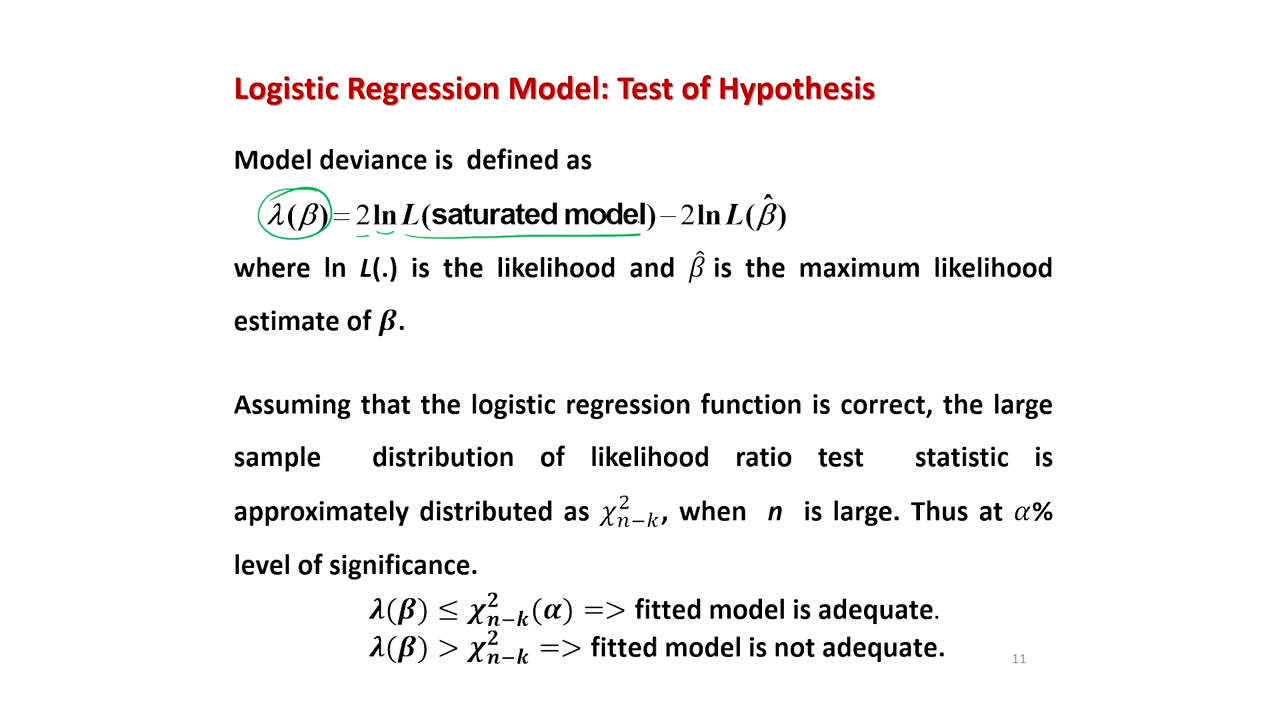 Logistic Regression Model: Test of Hypothesis
Model deviance is defined as
λ(β) = 2 ln L(saturated model) − 2 ln L(β̂)
where ln L(.) is the likelihood and β̂ is the maximum likelihood
estimate of β.
Assuming that the logistic regression function is correct, the large
sample distribution of likelihood ratio test statistic is
approximately distributed as χ²ₙ₋ₖ, when n is large. Thus at α%
level of significance.
λ(β) ≤ χ²ₙ₋ₖ(α) => fitted model is adequate.
λ(β) > χ²ₙ₋ₖ => fitted model is not adequate.
11